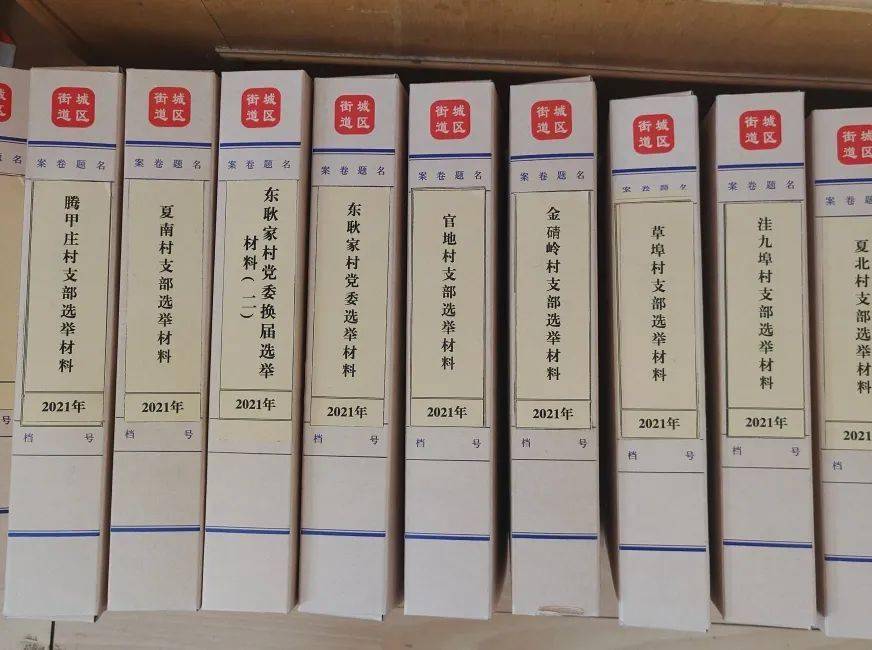 名
号
城区
街道
案卷题名
腾甲庄村支部选举材料
2021年
档号
城区
街道
案卷题名
夏南村支部选举材料
2021年
档号
城区
街道
案卷题名
东耿家村党委换届选举
材料（二）
2021年
档号
城区
街道
案卷题名
东耿家村党委选举材料
2021年
档号
城区
街道
案卷题名
官地村支部选举材料
2021年
档号
城区
街道
案卷题名
金碃岭村支部选举材料
2021年
档号
城区
街道
案卷题名
草埠村支部选举材料
2021年
档号
城区
街道
案卷题名
洼九埠村支部选举材料
2021年
档号
城区
街道
案卷题
夏北村支部选举材料
2021
档